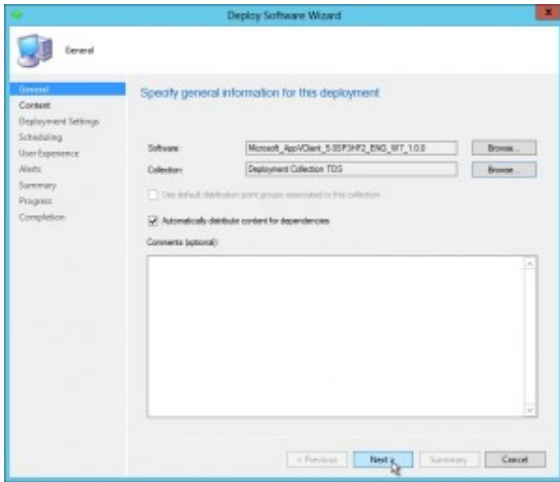 Deploy Software Wizard
x
General
General
Content
Deployment Settings
Scheduling
User Experience
Alerts
Summary
Progress
Completion
Specify general information for this deployment
Software: Microsoft_AppVClient_5.0SP3HF2_ENG_W7_1.0.0 Browse...
Collection: Deployment Collection TDS Browse...
Use default distribution point groups associated to this collection
Automatically distribute content for dependencies
Comments (optional):
< Previous Next > Summary Cancel